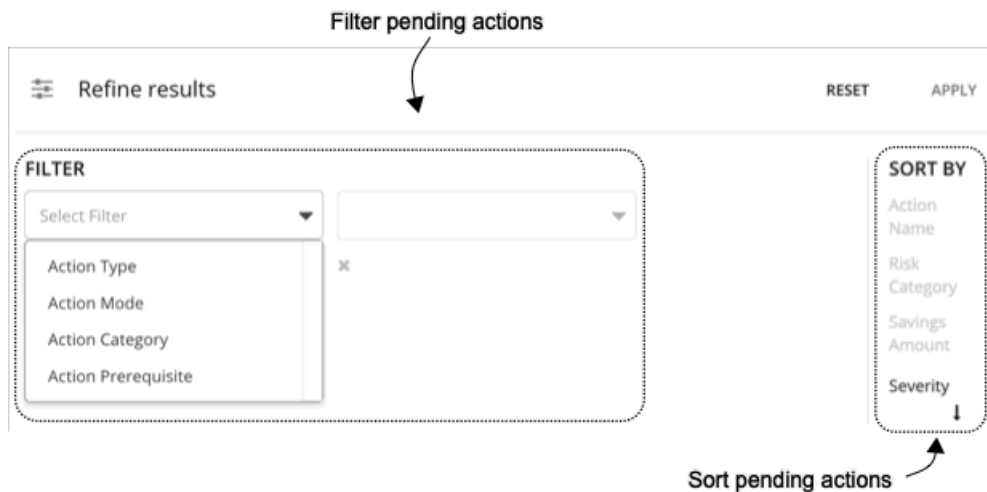 Filter pending actions
Refine results
RESET
APPLY
FILTER
Select Filter
Action Type
Action Mode
Action Category
Action Prerequisite
SORT BY
Action
Name
Risk
Category
Savings
Amount
Severity
Sort pending actions